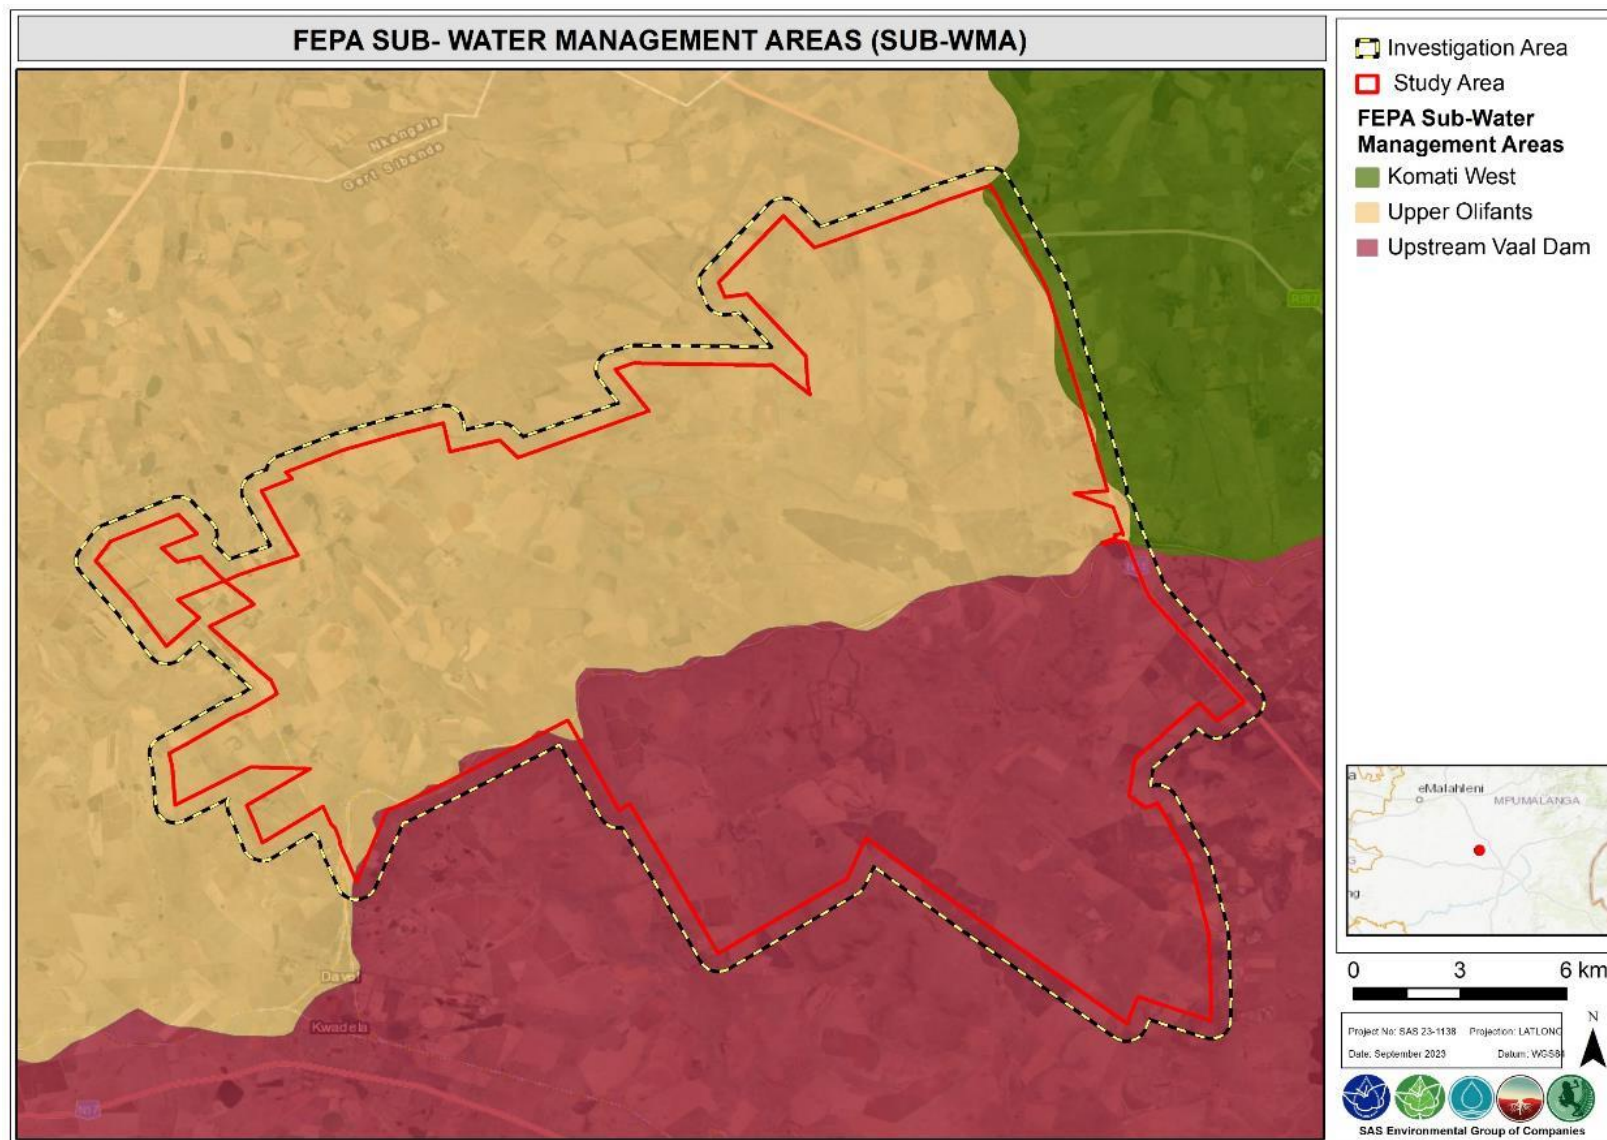 FEPA SUB- WATER MANAGEMENT AREAS (SUB-WMA)
Nkangala
Gert Sibande
Davel
Kwadela
N17
Investigation Area
Study Area
FEPA Sub-Water
Management Areas
Komati West
Upper Olifants
Upstream Vaal Dam
eMalahleni
MPUMALANGA
0 3 6 km
Project No: SAS 23-1138 Projection: LATLONG
Date: September 2023 Datum: WGS84
N
SAS Environmental Group of Companies